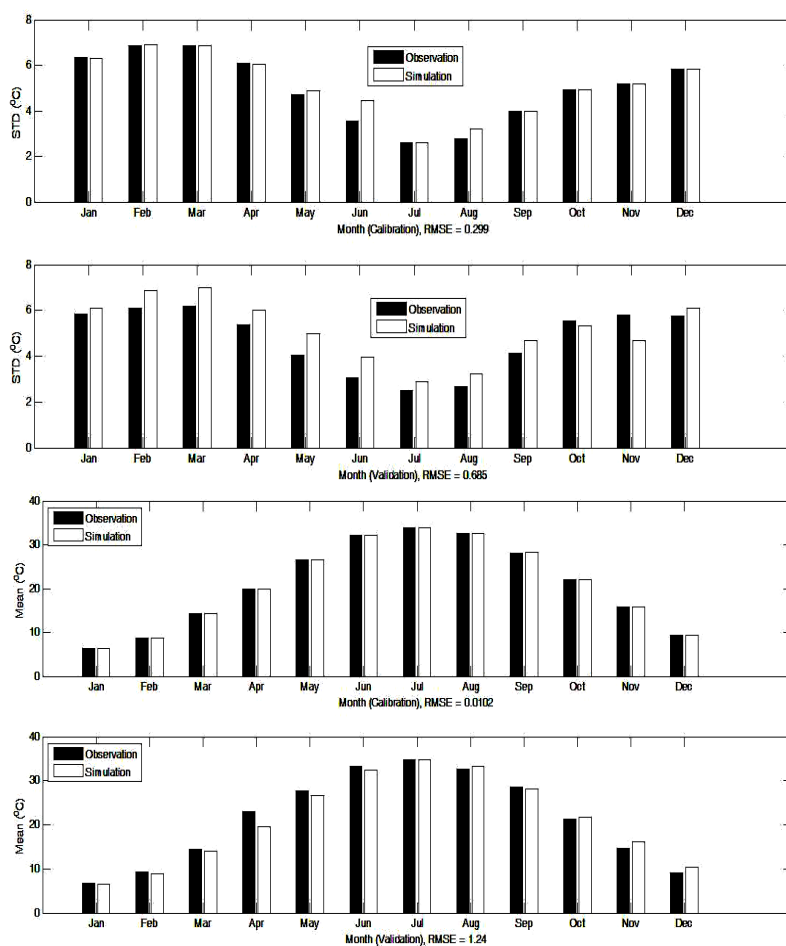 8
6
4
2
0
STD (°C)
Observation
Simulation
Jan Feb Mar Apr May Jun Jul Aug Sep Oct Nov Dec
Month (Calibration), RMSE = 0.299
8
6
4
2
0
STD (°C)
Observation
Simulation
Jan Feb Mar Apr May Jun Jul Aug Sep Oct Nov Dec
Month (Validation), RMSE = 0.685
40
30
20
10
0
Mean (°C)
Observation
Simulation
Jan Feb Mar Apr May Jun Jul Aug Sep Oct Nov Dec
Month (Calibration), RMSE = 0.0102
40
30
20
10
0
Mean (°C)
Observation
Simulation
Jan Feb Mar Apr May Jun Jul Aug Sep Oct Nov Dec
Month (Validation), RMSE = 1.24